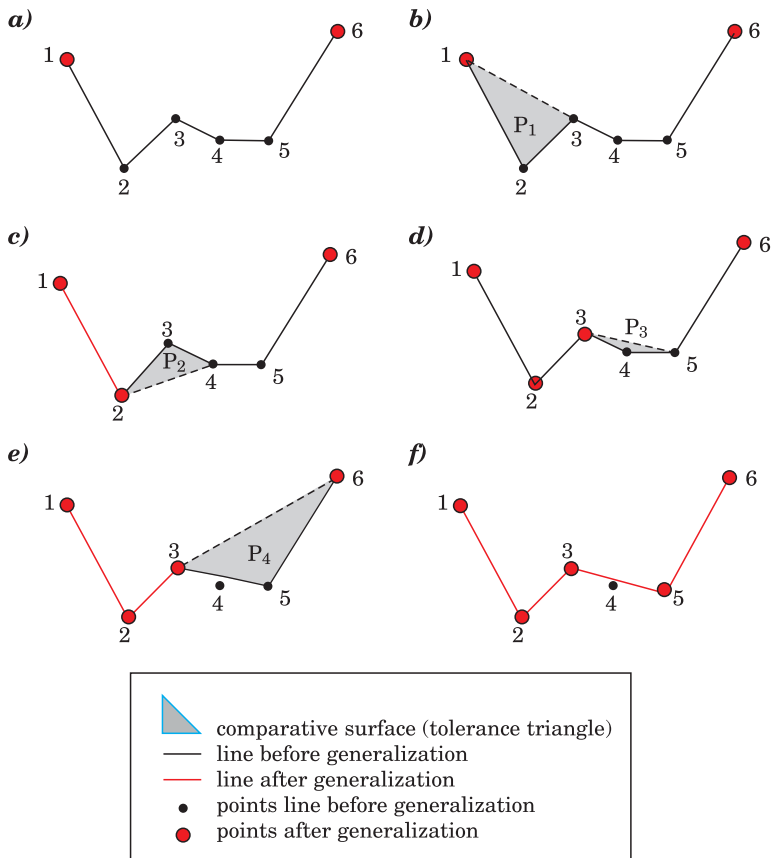 a)
1
6
3
4
5
2
b)
1
6
P1
3
4
5
2
c)
1
6
3
P2
4
5
2
d)
1
6
3
P3
4
5
2
e)
1
6
3
P4
4
5
2
f)
1
6
3
4
5
2
comparative surface (tolerance triangle)
line before generalization
line after generalization
points line before generalization
points after generalization